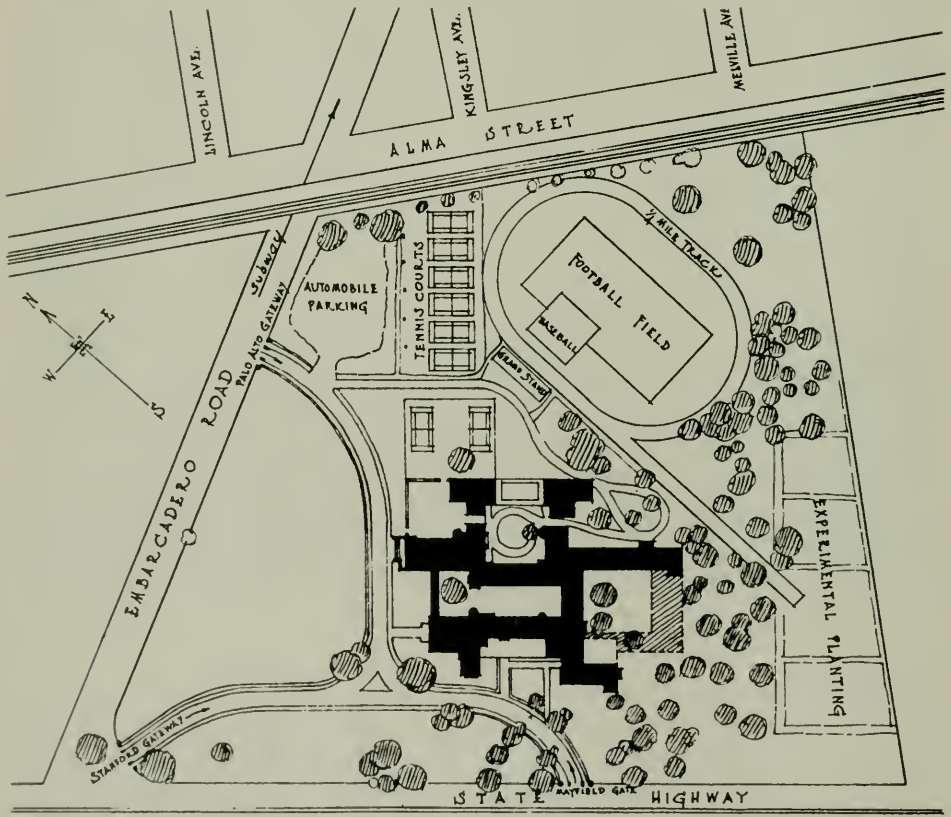 LINCOLN AVE.
KINGSLEY AVE.
MELVILLE AVE
ALMA STREET
SUBWAY
PALO ALTO GATEWAY
AUTOMOBILE
PARKING
TENNIS COURTS
1/4 MILE TRACK
FOOTBALL FIELD
BASEBALL
GRAND STAND
N
E
W
S
EMBARCADERO ROAD
EXPERIMENTAL PLANTING
STANFORD GATEWAY
MAYFIELD GATE
STATE HIGHWAY